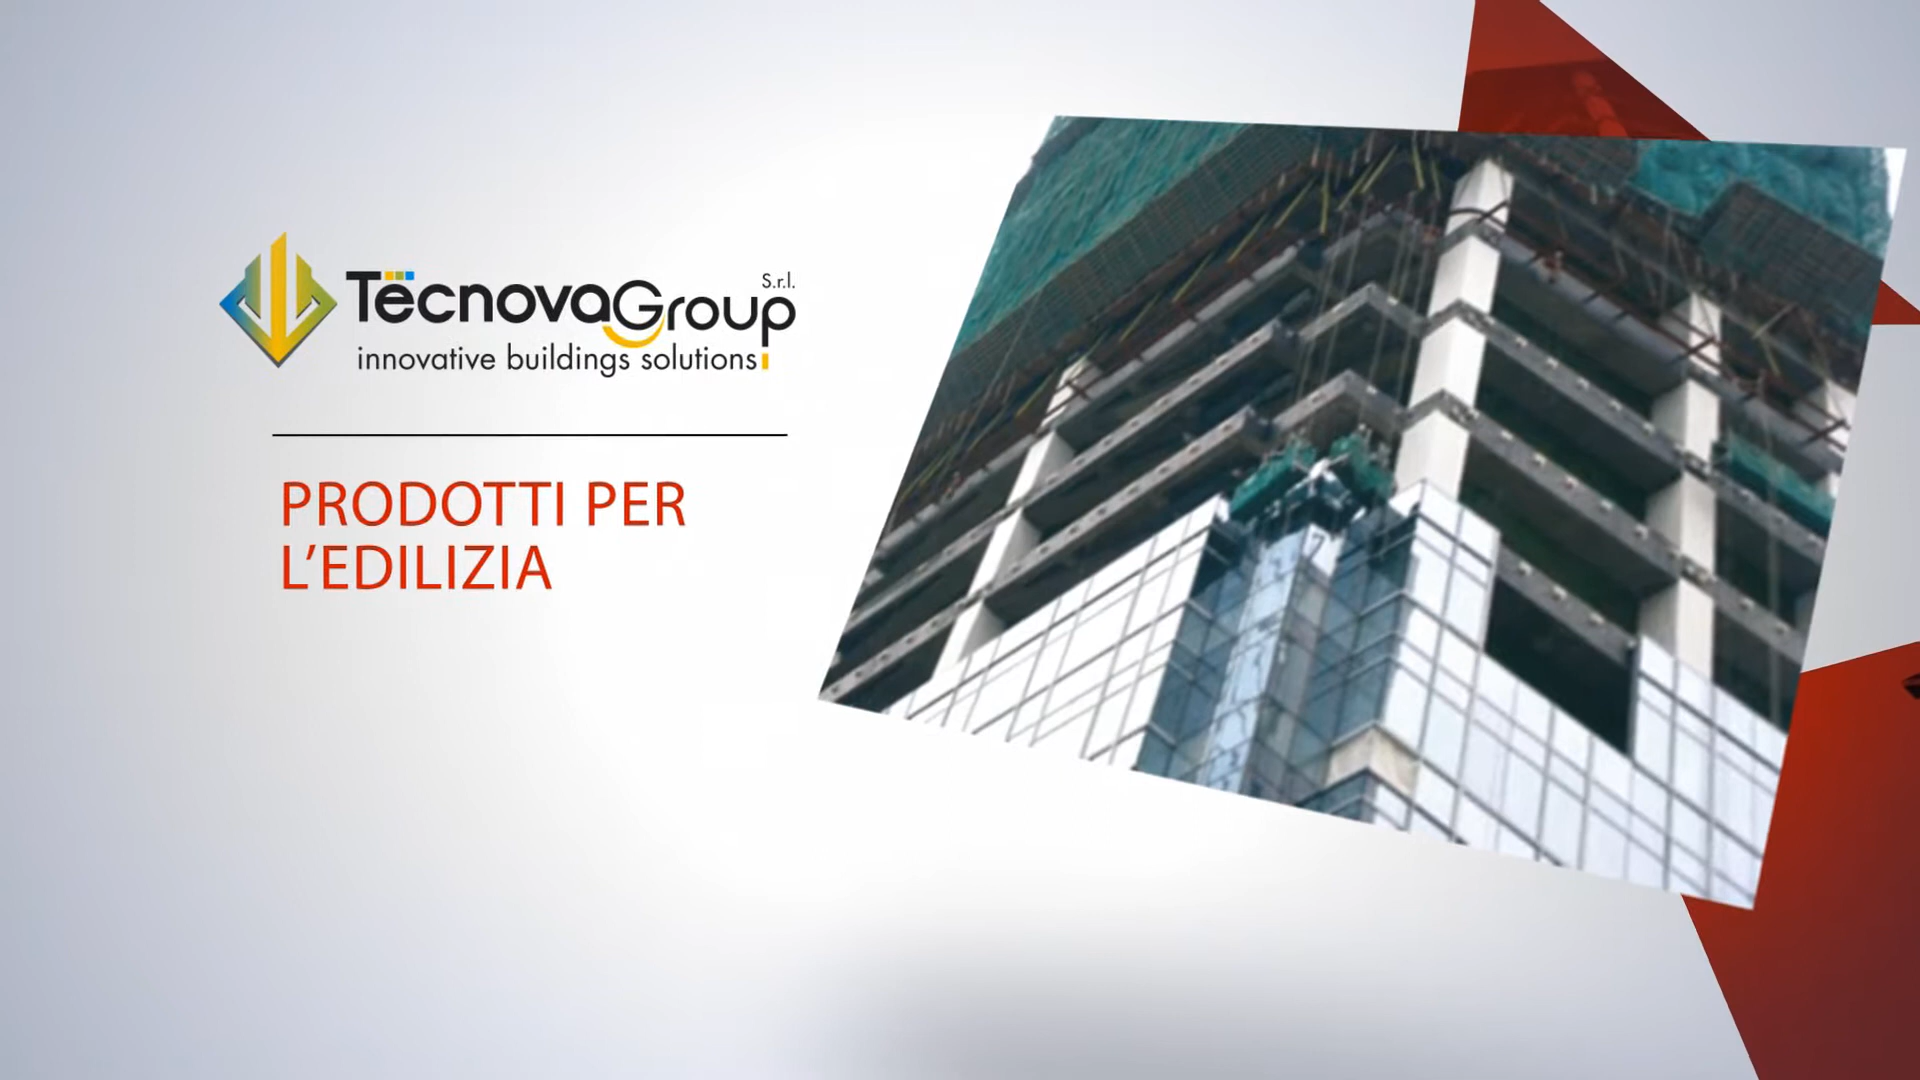 TecnovaGroup S.r.l.
innovative buildings solutions
PRODOTTI PER
L’EDILIZIA